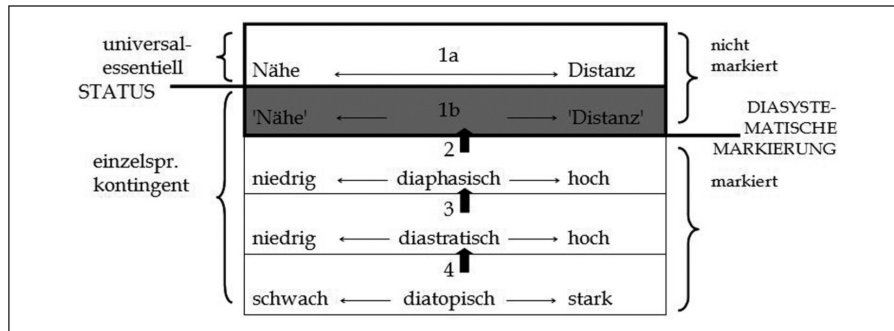 universal-
essentiell
STATUS
1a
Nähe Distanz
nicht
markiert
1b
'Nähe' 'Distanz'
DIASYSTE-
MATISCHE
MARKIERUNG
einzelspr.
kontingent
2
niedrig diaphasisch hoch
markiert
3
niedrig diastratisch hoch
4
schwach diatopisch stark